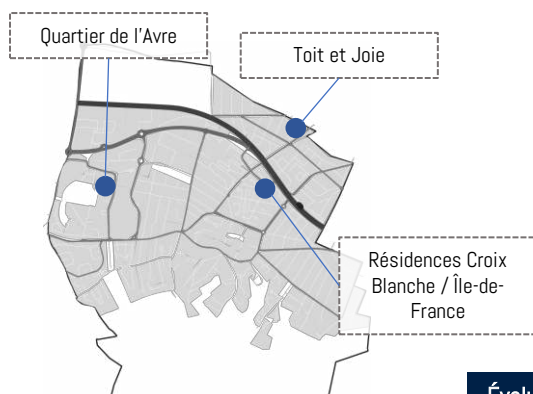 Quartier de l'Avre
Toit et Joie
Résidences Croix
Blanche / Île-de-
France